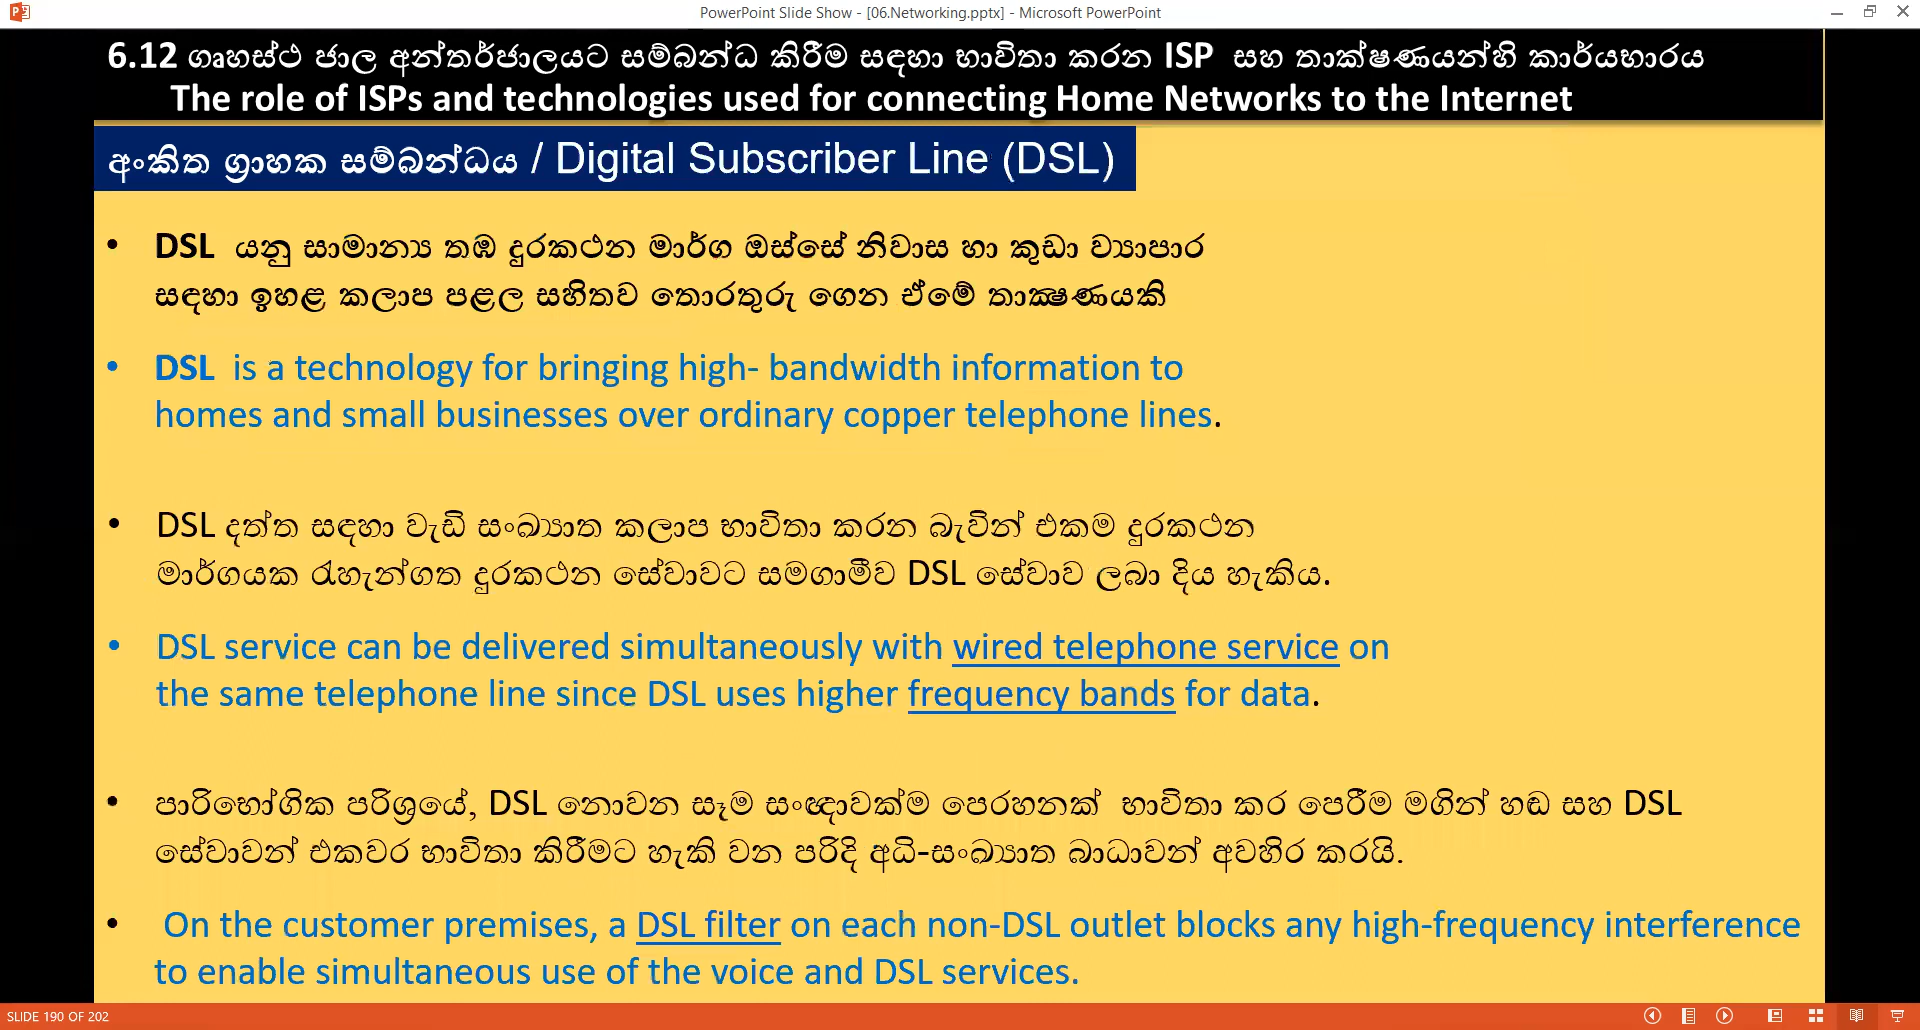 PowerPoint Slide Show - [06.Networking.pptx] - Microsoft PowerPoint
6.12 ගෘහස්ථ ජාල අන්තර්ජාලයට සම්බන්ධ කිරීම සඳහා භාවිතා කරන ISP සහ තාක්ෂණයන්හි කාර්යභාරය
The role of ISPs and technologies used for connecting Home Networks to the Internet
අංකිත ග්‍රාහක සම්බන්ධය / Digital Subscriber Line (DSL)
• DSL යනු සාමාන්‍ය තඹ දුරකථන මාර්ග ඔස්සේ නිවාස හා කුඩා ව්‍යාපාර
සඳහා ඉහළ කලාප පළල සහිතව තොරතුරු ගෙන ඒමේ තාක්‍ෂණයකි
• DSL is a technology for bringing high- bandwidth information to
homes and small businesses over ordinary copper telephone lines.
• DSL දත්ත සඳහා වැඩි සංඛ්‍යාත කලාප භාවිතා කරන බැවින් එකම දුරකථන
මාර්ගයක රැහැන්ගත දුරකථන සේවාවට සමගාමීව DSL සේවාව ලබා දිය හැකිය.
• DSL service can be delivered simultaneously with wired telephone service on
the same telephone line since DSL uses higher frequency bands for data.
• පාරිභෝගික පරිශ්‍රයේ, DSL නොවන සෑම සංඥාවක්ම පෙරහනක් භාවිතා කර පෙරීම මගින් හඬ සහ DSL
සේවාවන් එකවර භාවිතා කිරීමට හැකි වන පරිදි අධි-සංඛ්‍යාත බාධාවන් අවහිර කරයි.
• On the customer premises, a DSL filter on each non-DSL outlet blocks any high-frequency interference
to enable simultaneous use of the voice and DSL services.
SLIDE 190 OF 202